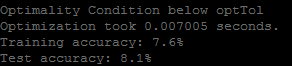 Optimality Condition below optTol
Optimization took 0.007005 seconds.
Training accuracy: 7.6%
Test accuracy: 8.1%